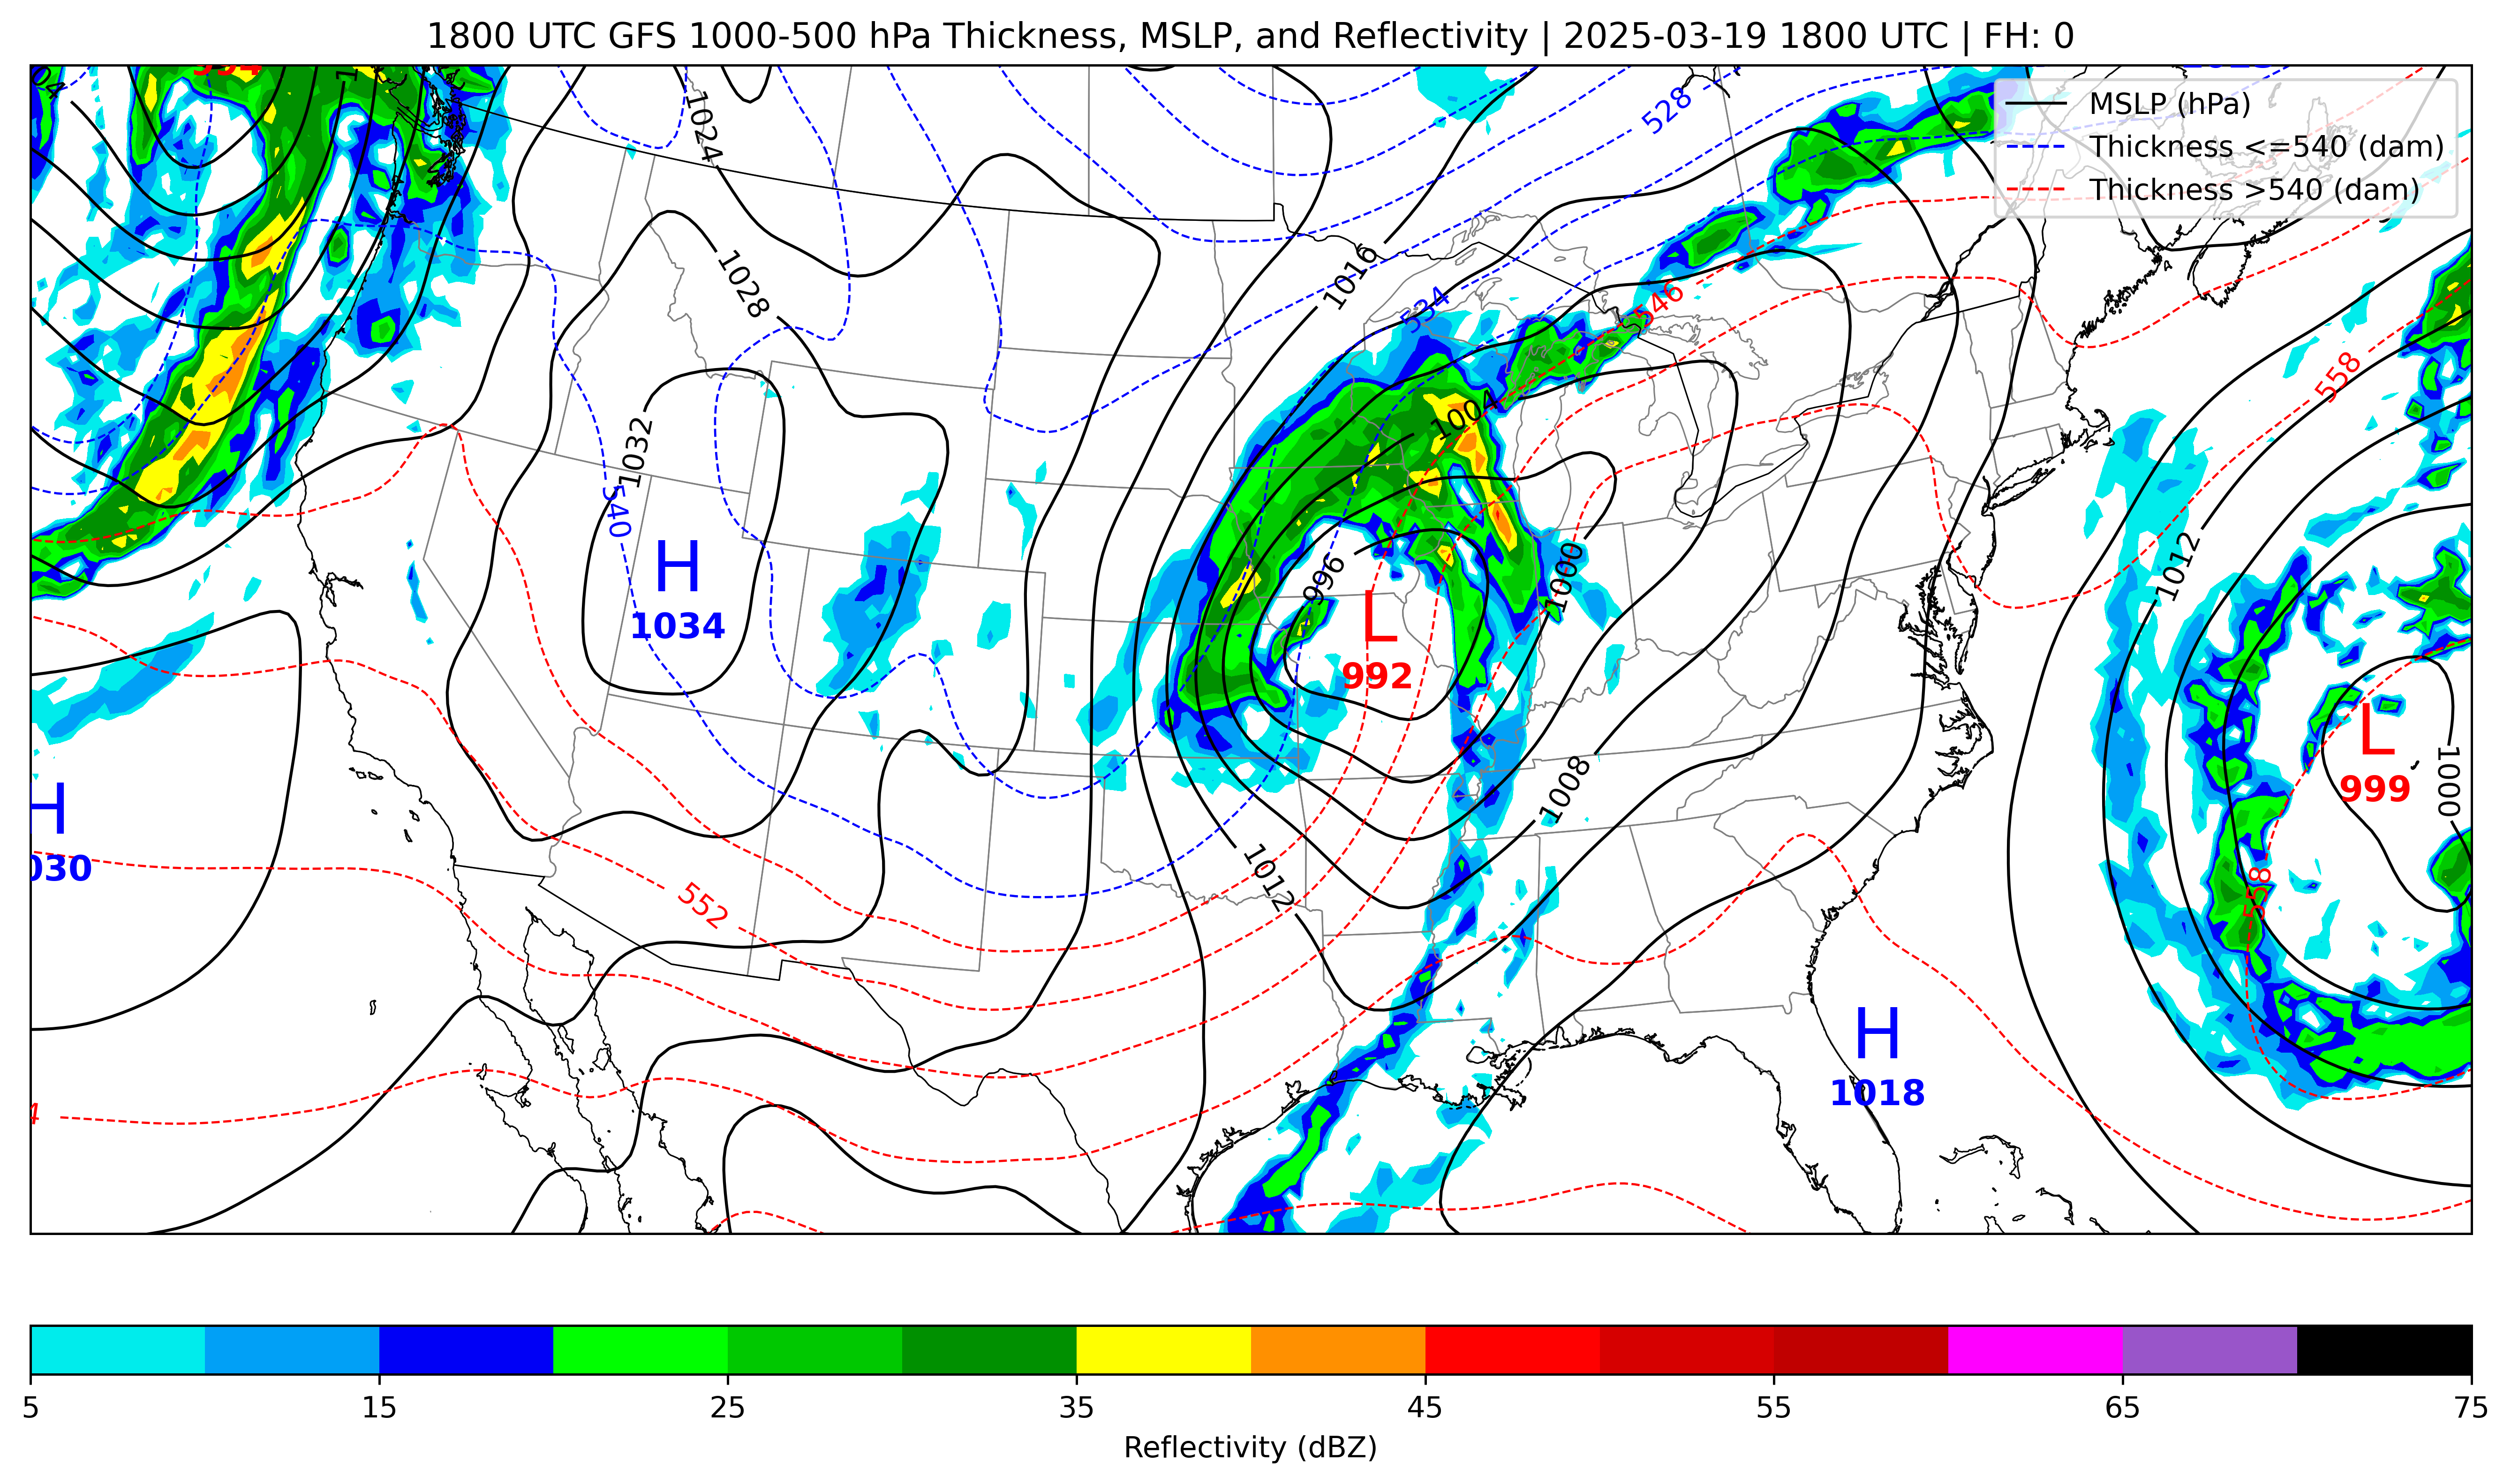 1800 UTC GFS 1000-500 hPa Thickness, MSLP, and Reflectivity | 2025-03-19 1800 UTC | FH: 0
MSLP (hPa)
Thickness <=540 (dam)
Thickness >540 (dam)
1024
528
1028
1016
534
546
558
1004
1032
540
H
1034
996
1000
L
992
1012
L
999
1000
H
1008
1012
552
H
1018
5
15
25
35
45
55
65
75
Reflectivity (dBZ)